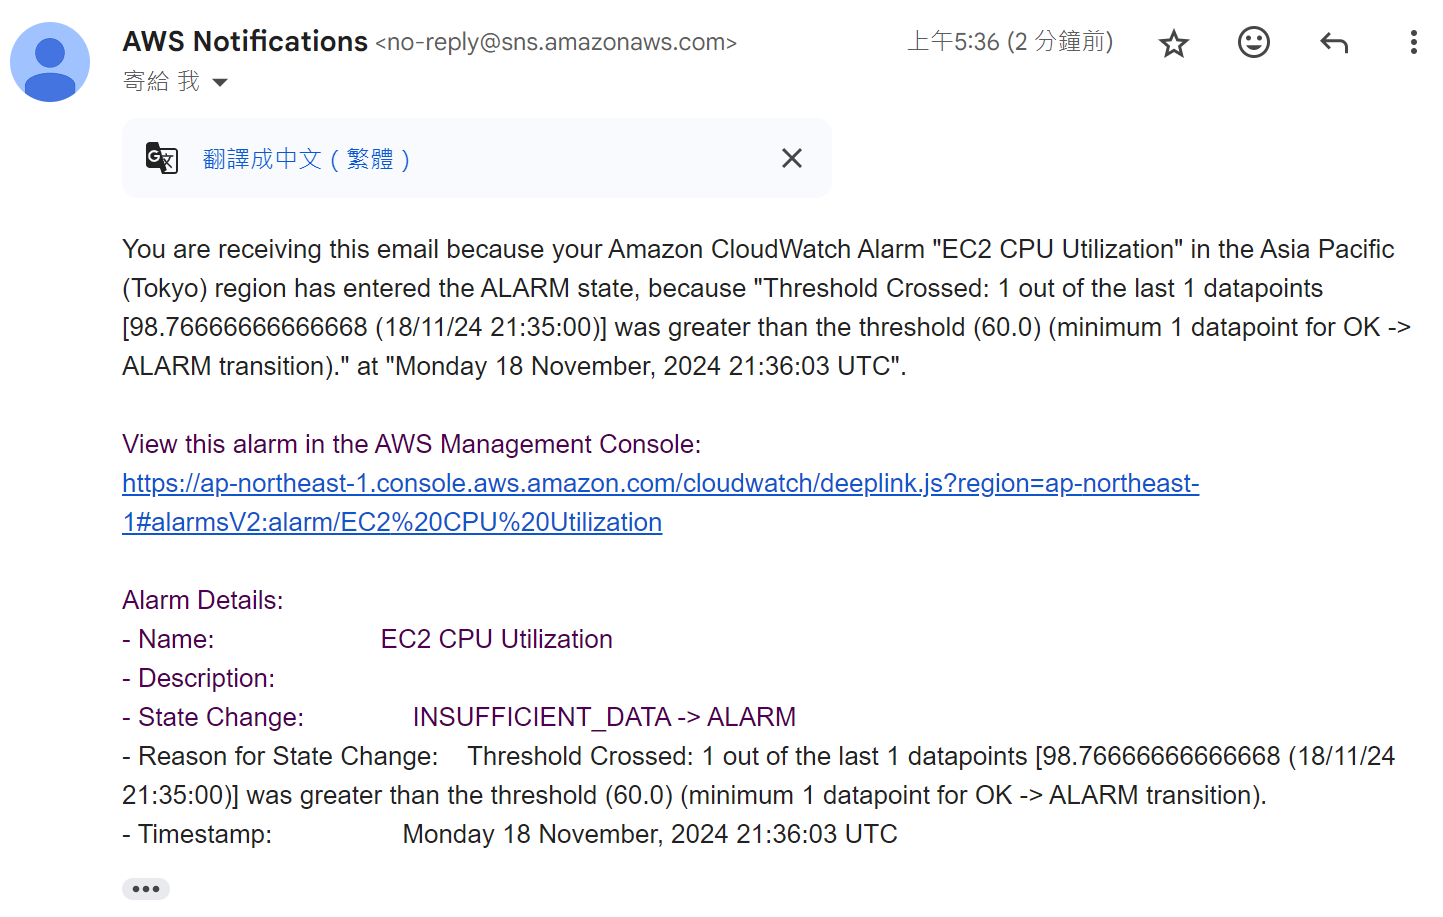 AWS Notifications <no-reply@sns.amazonaws.com> 上午5:36 (2 分鐘前)
寄給 我
翻譯成中文 ( 繁體 )
You are receiving this email because your Amazon CloudWatch Alarm "EC2 CPU Utilization" in the Asia Pacific
(Tokyo) region has entered the ALARM state, because "Threshold Crossed: 1 out of the last 1 datapoints
[98.76666666666668 (18/11/24 21:35:00)] was greater than the threshold (60.0) (minimum 1 datapoint for OK ->
ALARM transition)." at "Monday 18 November, 2024 21:36:03 UTC".
View this alarm in the AWS Management Console:
https://ap-northeast-1.console.aws.amazon.com/cloudwatch/deeplink.js?region=ap-northeast-
1#alarmsV2:alarm/EC2%20CPU%20Utilization
Alarm Details:
- Name: EC2 CPU Utilization
- Description:
- State Change: INSUFFICIENT_DATA -> ALARM
- Reason for State Change: Threshold Crossed: 1 out of the last 1 datapoints [98.76666666666668 (18/11/24
21:35:00)] was greater than the threshold (60.0) (minimum 1 datapoint for OK -> ALARM transition).
- Timestamp: Monday 18 November, 2024 21:36:03 UTC